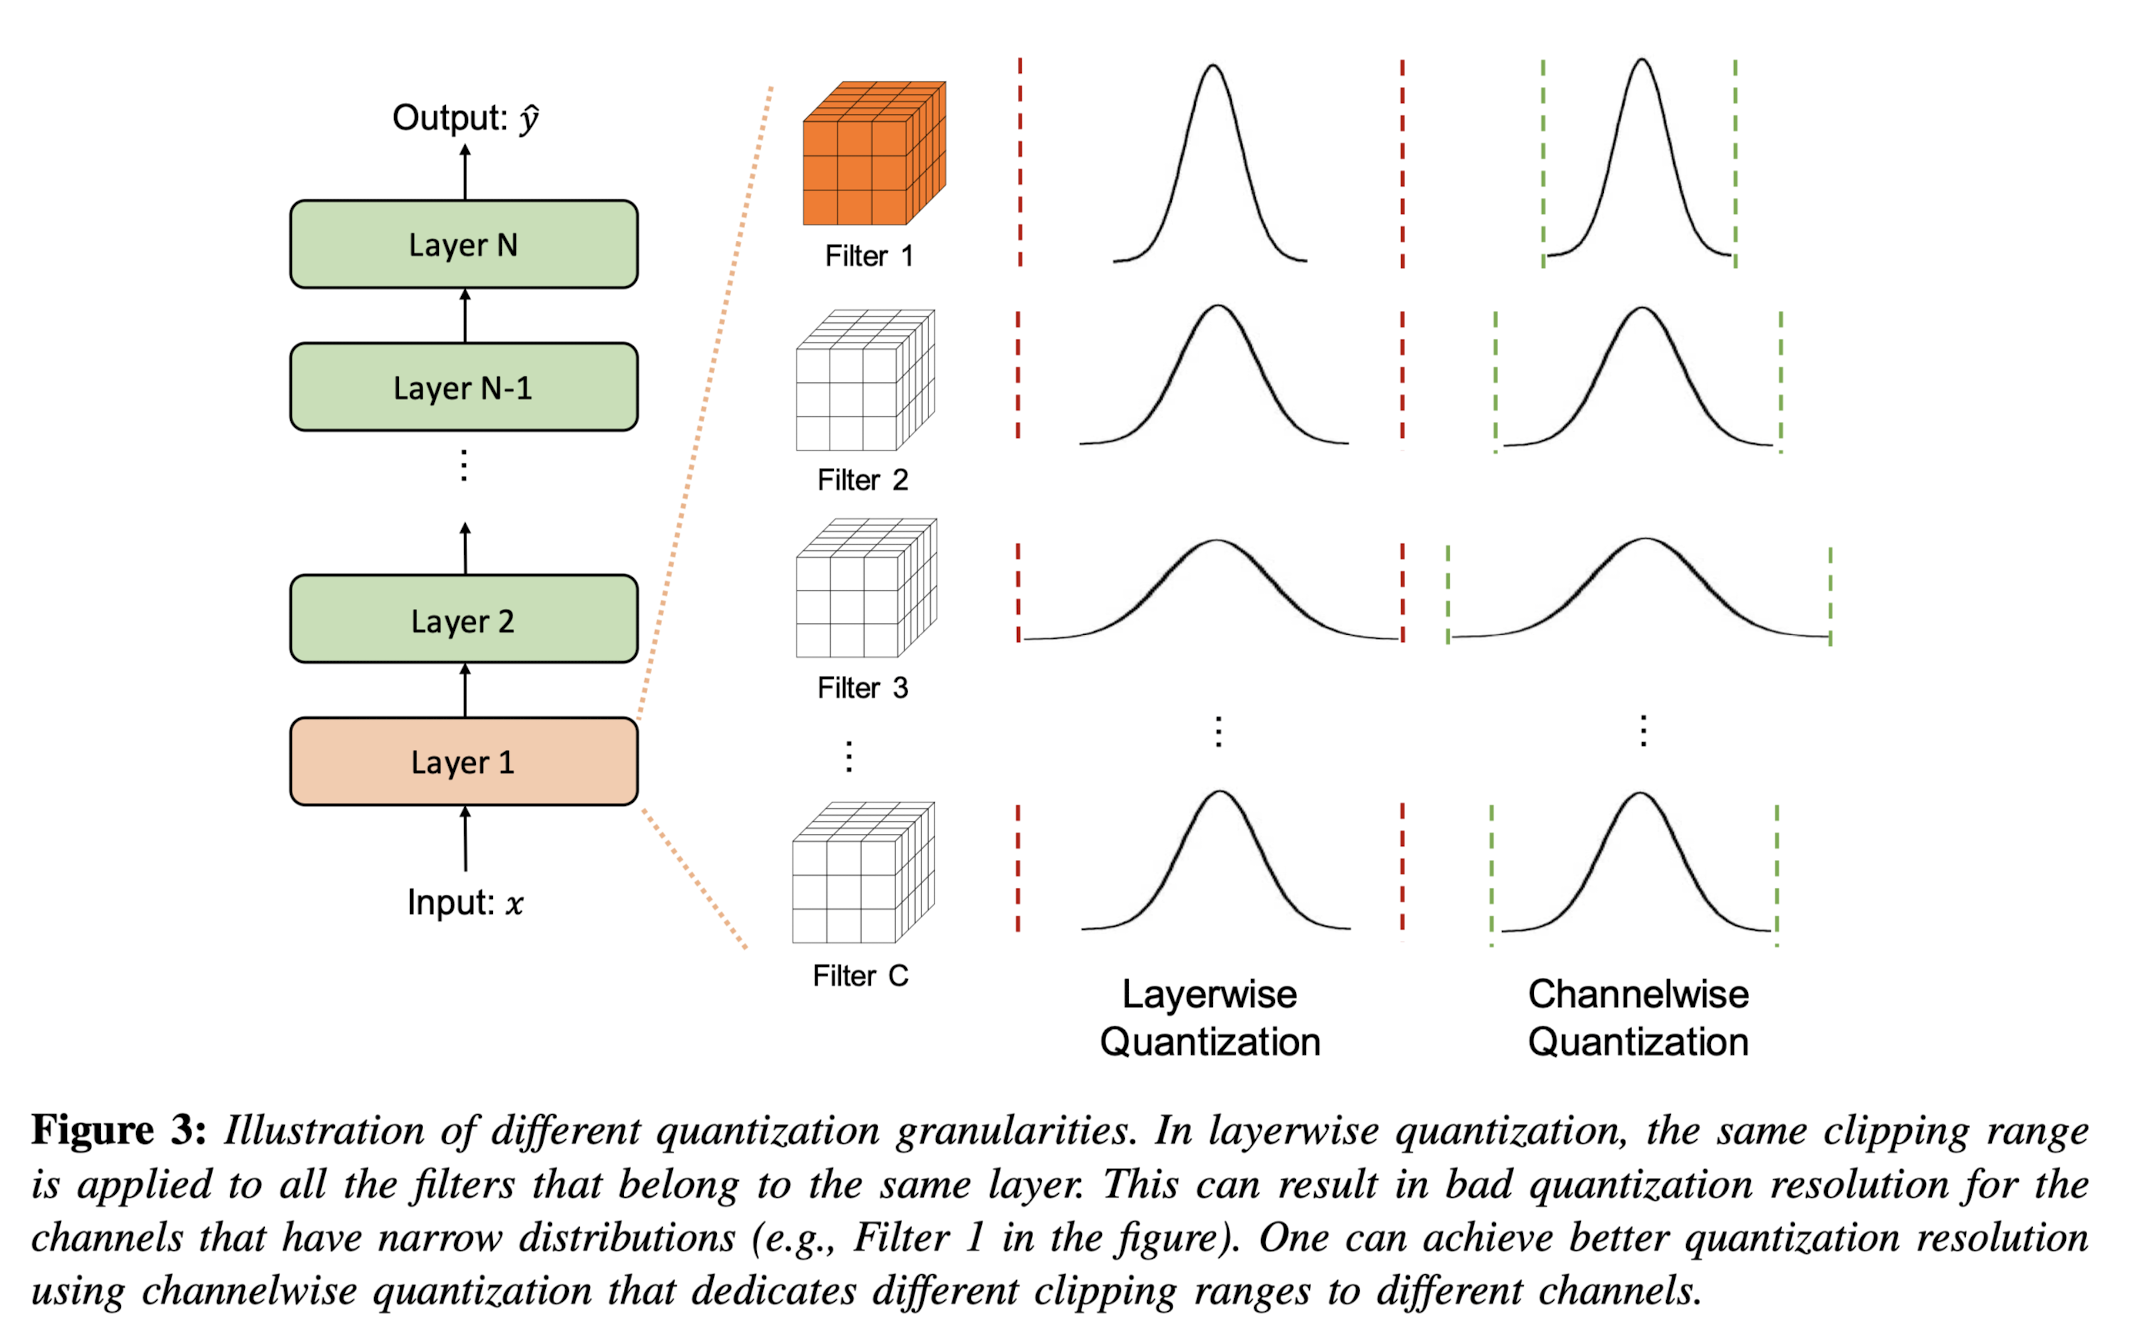 Output: ŷ
Layer N
Layer N-1
⋮
Layer 2
Layer 1
Input: x
Filter 1
Filter 2
Filter 3
⋮
Filter C
⋮
⋮
Layerwise
Quantization
Channelwise
Quantization
Figure 3: Illustration of different quantization granularities. In layerwise quantization, the same clipping range
is applied to all the filters that belong to the same layer. This can result in bad quantization resolution for the
channels that have narrow distributions (e.g., Filter 1 in the figure). One can achieve better quantization resolution
using channelwise quantization that dedicates different clipping ranges to different channels.